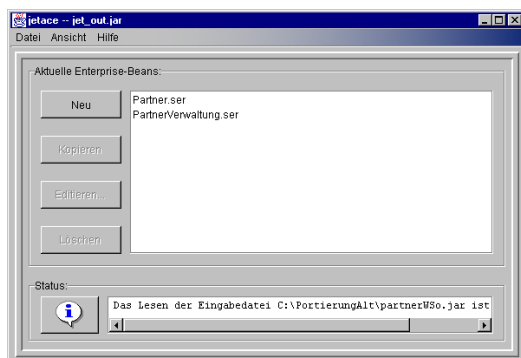 jetace -- jet_out.jar
Datei Ansicht Hilfe
Aktuelle Enterprise-Beans:
Neu
Kopieren
Editieren...
Löschen
Partner.ser
PartnerVerwaltung.ser
Status:
Das Lesen der Eingabedatei C:\PortierungAlt\partnerWSo.jar ist